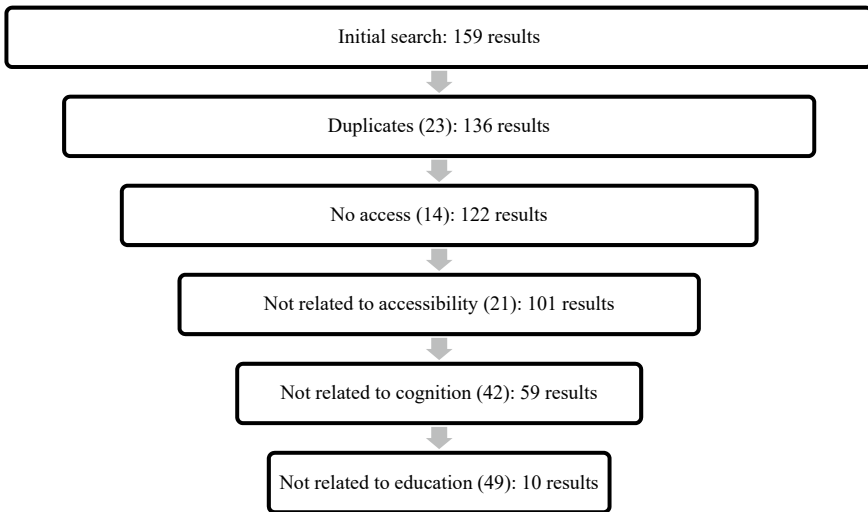 Initial search: 159 results
Duplicates (23): 136 results
No access (14): 122 results
Not related to accessibility (21): 101 results
Not related to cognition (42): 59 results
Not related to education (49): 10 results